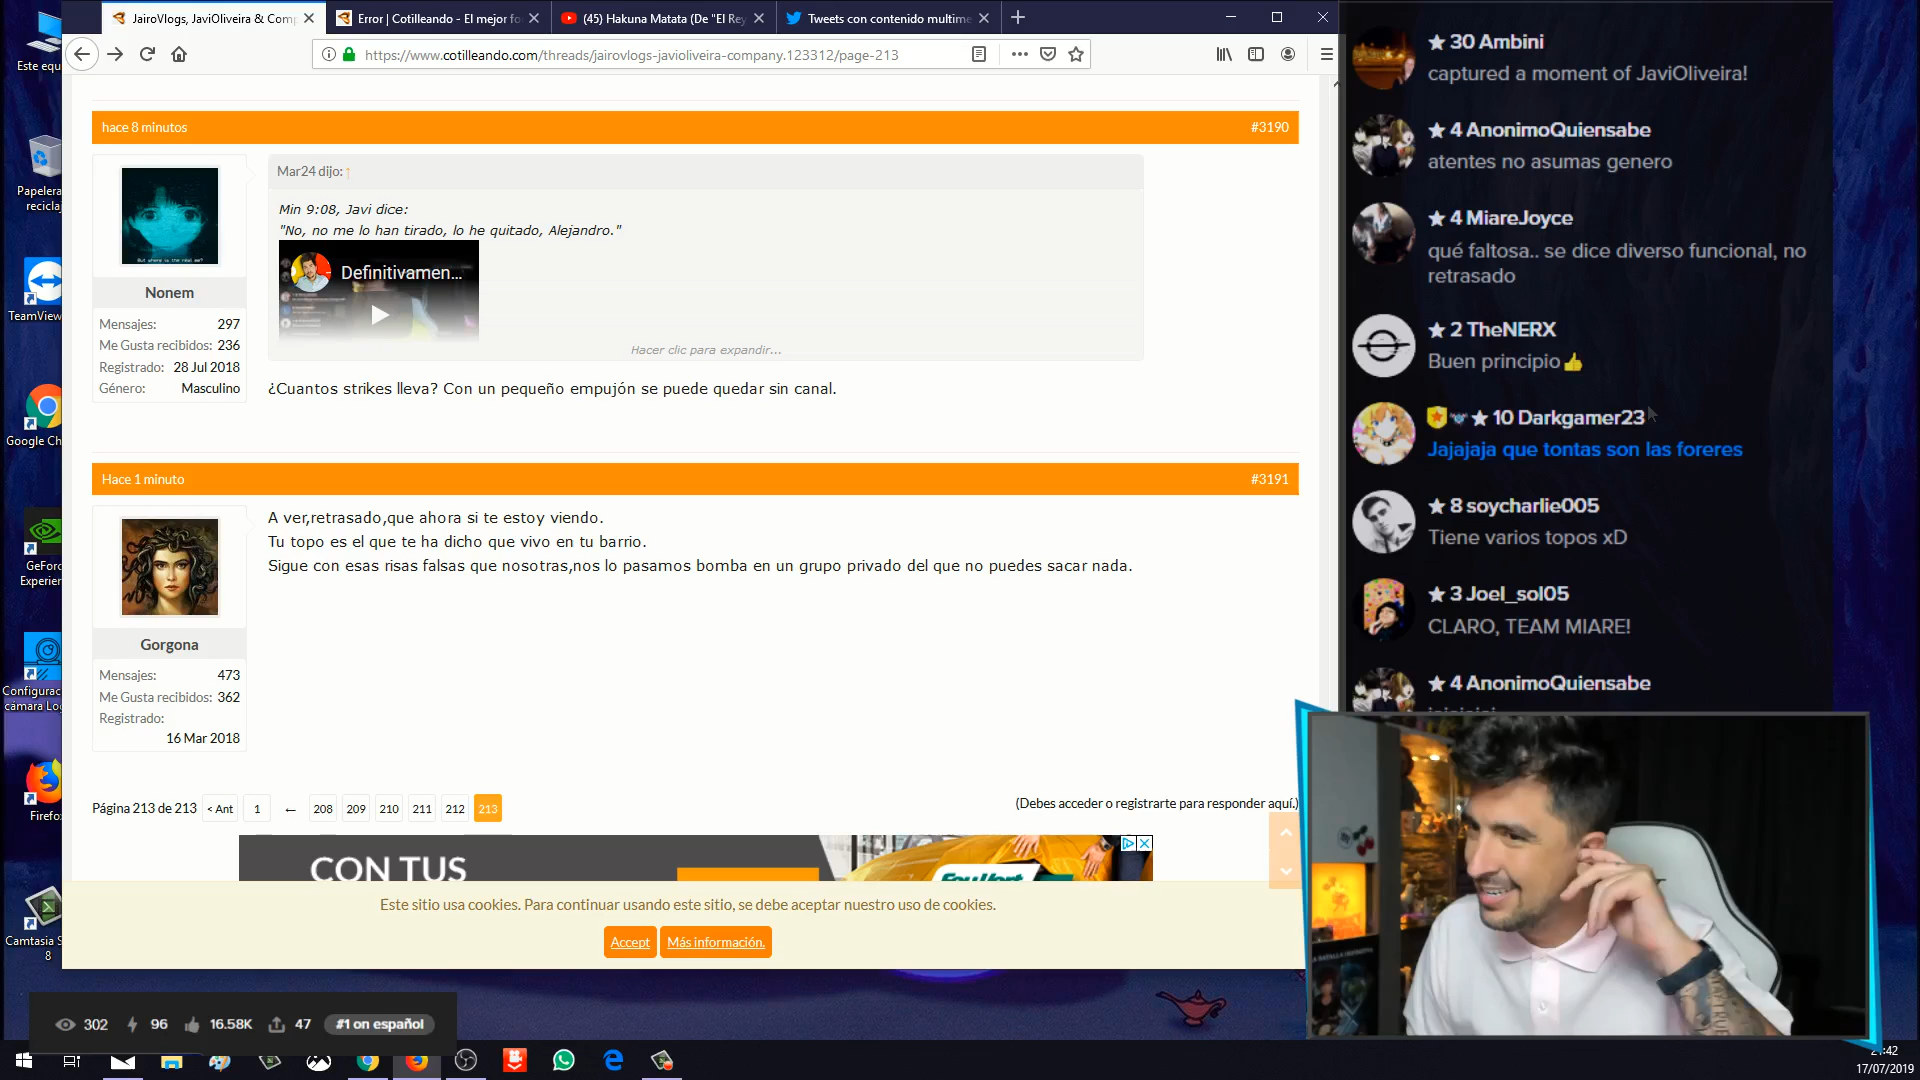 Este equ
Papelera
recicla
TeamView
Google Ch
GeForc
Experien
Configurac
cámara Lo
Firefox
Camtasia S
8
JairoVlogs, JaviOliveira & Comp
Error | Cotilleando - El mejor fo
(45) Hakuna Matata (De "El Rey
Tweets con contenido multime
https://www.cotilleando.com/threads/jairovlogs-javioliveira-company.123312/page-213
hace 8 minutos
#3190
But where is the real me?
Nonem
Mensajes: 297
Me Gusta recibidos: 236
Registrado: 28 Jul 2018
Género: Masculino
Mar24 dijo: ↑
Min 9:08, Javi dice:
"No, no me lo han tirado, lo he quitado, Alejandro."
Definitivamen...
Hacer clic para expandir...
¿Cuantos strikes lleva? Con un pequeño empujón se puede quedar sin canal.
Hace 1 minuto
#3191
Gorgona
Mensajes: 473
Me Gusta recibidos: 362
Registrado:
16 Mar 2018
A ver,retrasado,que ahora si te estoy viendo.
Tu topo es el que te ha dicho que vivo en tu barrio.
Sigue con esas risas falsas que nosotras,nos lo pasamos bomba en un grupo privado del que no puedes sacar nada.
Página 213 de 213 < Ant 1 ← 208 209 210 211 212 213
(Debes acceder o registrarte para responder aquí.)
CON TUS
Este sitio usa cookies. Para continuar usando este sitio, se debe aceptar nuestro uso de cookies.
Accept Más información.
★ 30 Ambini
captured a moment of JaviOliveira!
★ 4 AnonimoQuiensabe
atentes no asumas genero
★ 4 MiareJoyce
qué faltosa.. se dice diverso funcional, no
retrasado
★ 2 TheNERX
Buen principio👍
★ 10 Darkgamer23
Jajajaja que tontas son las foreres
★ 8 soycharlie005
Tiene varios topos xD
★ 3 Joel_sol05
CLARO, TEAM MIARE!
★ 4 AnonimoQuiensabe
302 96 16.58K 47 #1 on español
21:42
17/07/2019